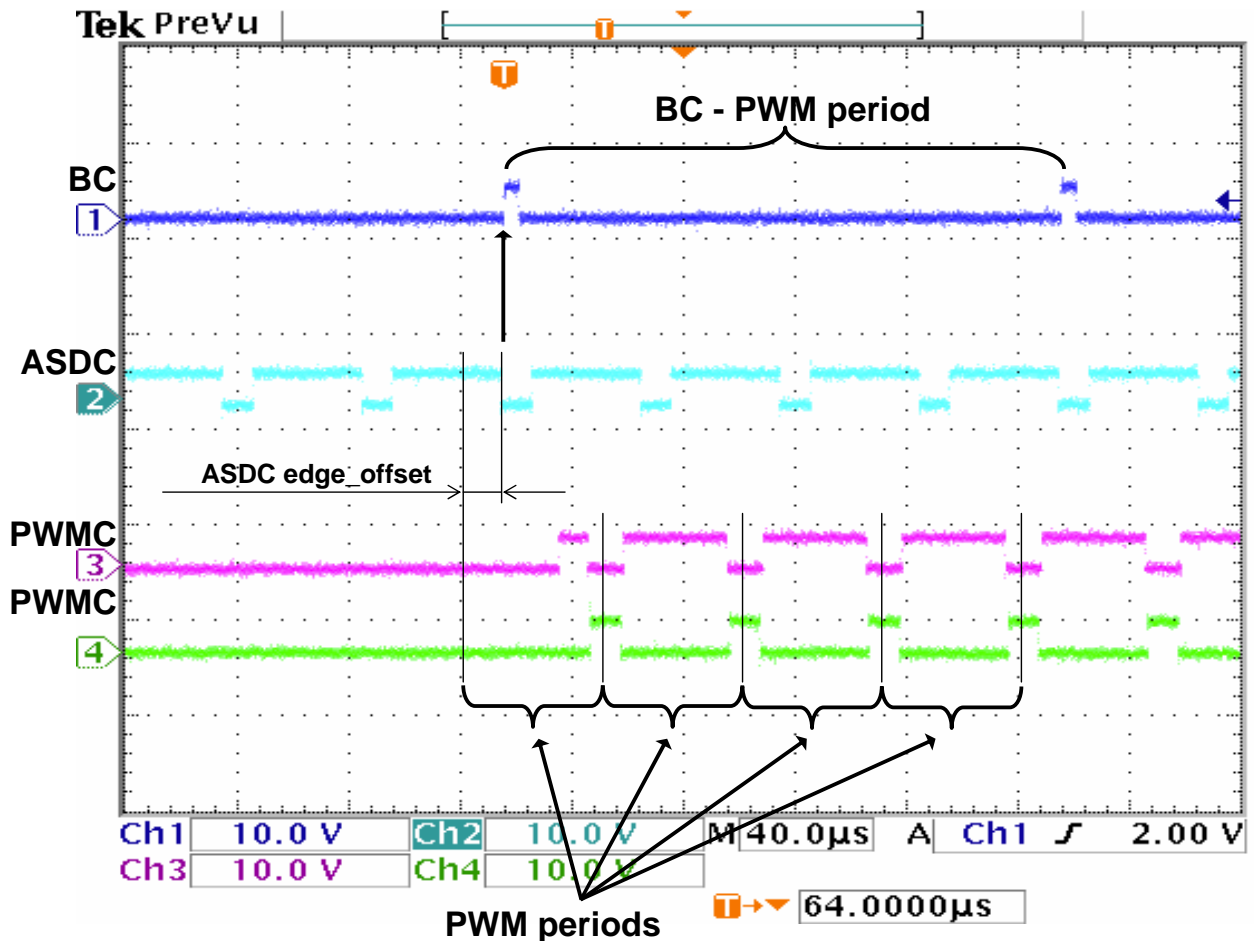 Tek PreVu
T
T
BC - PWM period
BC
1
ASDC
2
ASDC edge_offset
PWMC
3
PWMC
4
Ch1 10.0 V Ch2 10.0 V M 40.0µs A Ch1 2.00 V
Ch3 10.0 V Ch4 10.0 V
T 64.0000µs
PWM periods